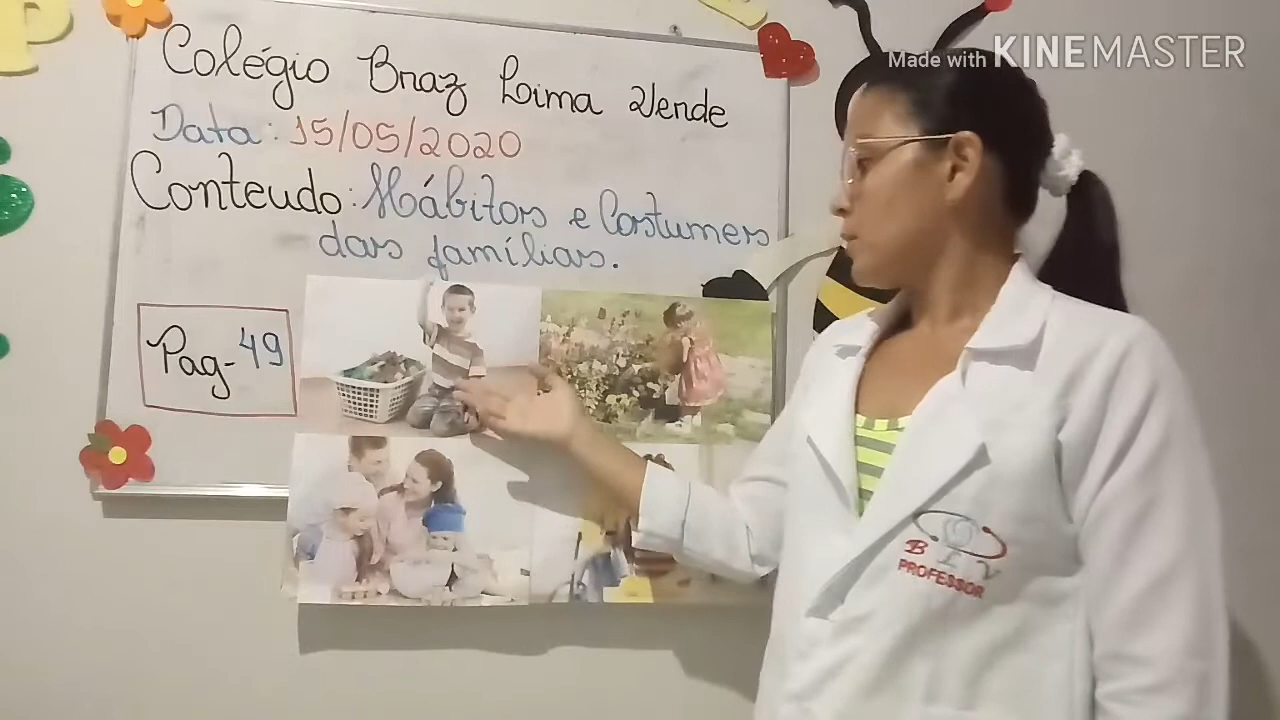 Made with KINEMASTER
Colégio Braz Lima Verde
Data: 15/05/2020
Conteudo: Hábitos e Costumes
das famílias.
Pag-49
B L V
PROFESSOR